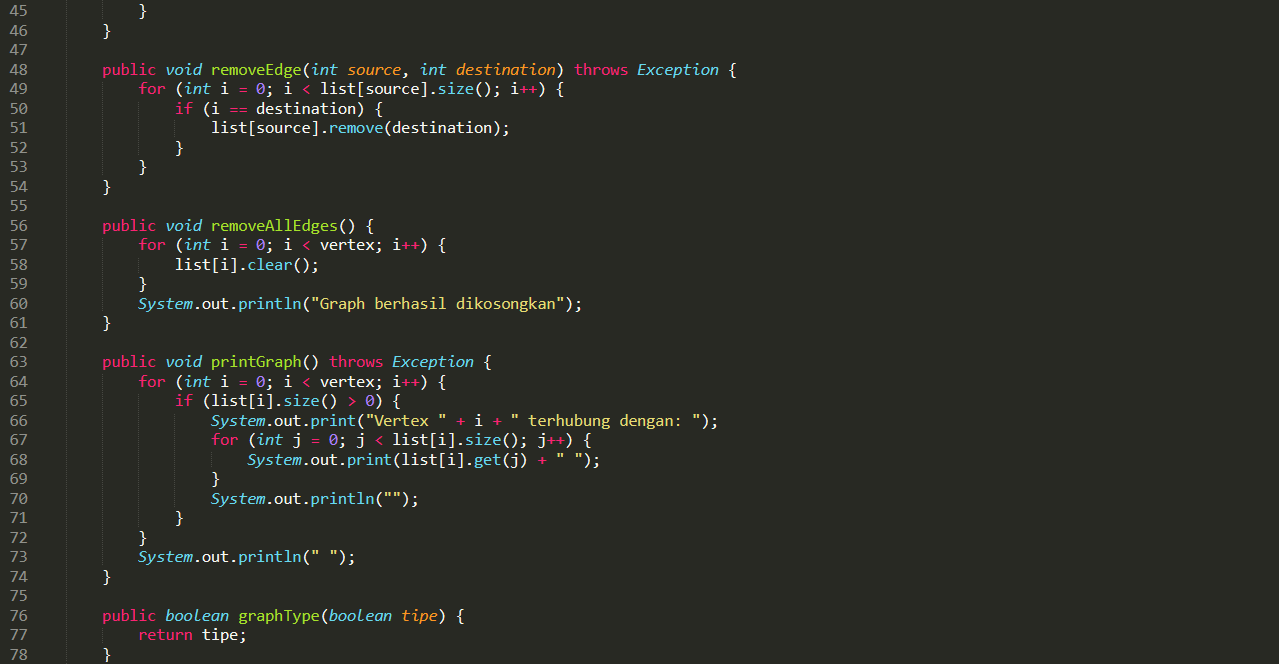 45             }
46         }
47
48         public void removeEdge(int source, int destination) throws Exception {
49             for (int i = 0; i < list[source].size(); i++) {
50                 if (i == destination) {
51                     list[source].remove(destination);
52                 }
53             }
54         }
55
56         public void removeAllEdges() {
57             for (int i = 0; i < vertex; i++) {
58                 list[i].clear();
59             }
60             System.out.println("Graph berhasil dikosongkan");
61         }
62
63         public void printGraph() throws Exception {
64             for (int i = 0; i < vertex; i++) {
65                 if (list[i].size() > 0) {
66                     System.out.print("Vertex " + i + " terhubung dengan: ");
67                     for (int j = 0; j < list[i].size(); j++) {
68                         System.out.print(list[i].get(j) + " ");
69                     }
70                     System.out.println("");
71                 }
72             }
73             System.out.println(" ");
74         }
75
76         public boolean graphType(boolean tipe) {
77             return tipe;
78         }